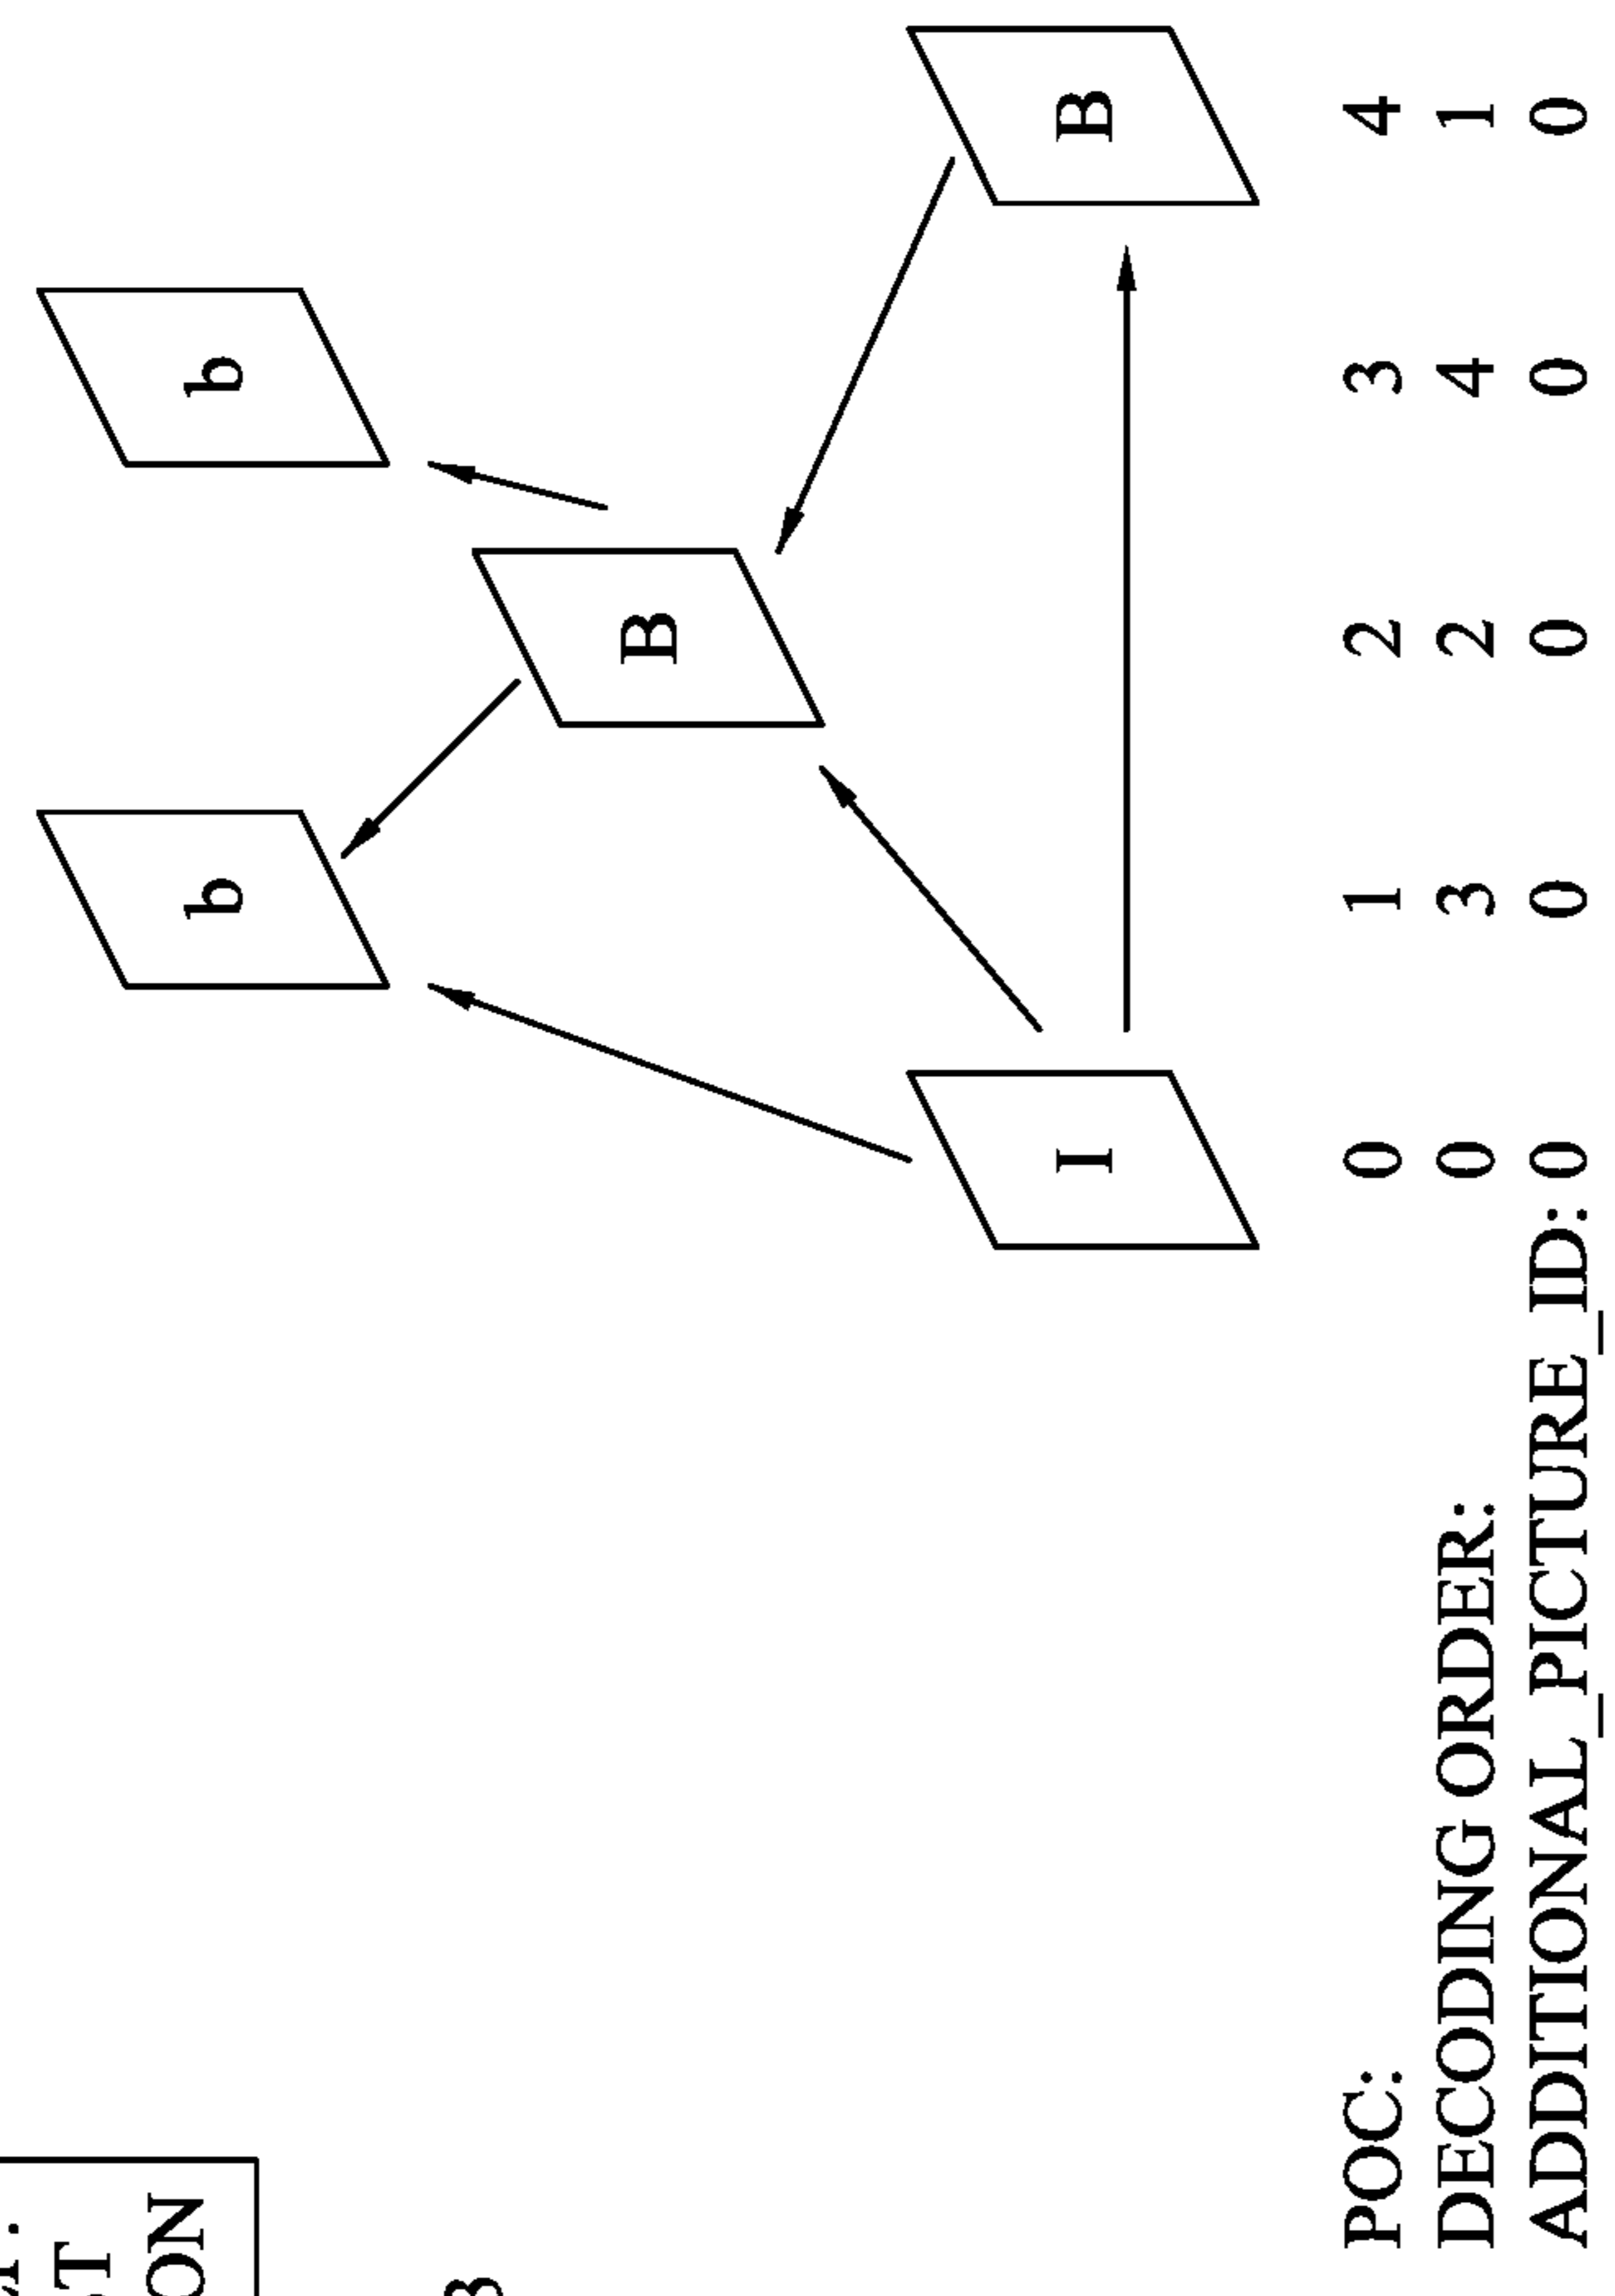 ON
b b
B
I B
POC: 0 1 2 3 4
DECODING ORDER: 0 3 2 4 1
ADDITIONAL_PICTURE_ID: 0 0 0 0 0